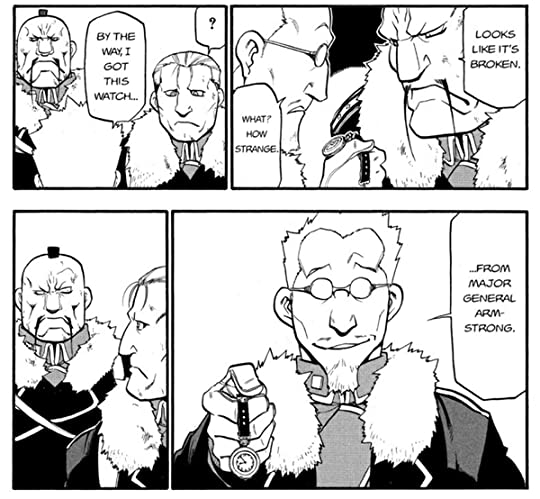 LOOKS
LIKE IT'S
BROKEN.
WHAT?
HOW
STRANGE.
?
BY THE
WAY, I
GOT
THIS
WATCH...
...FROM
MAJOR
GENERAL
ARM-
STRONG.